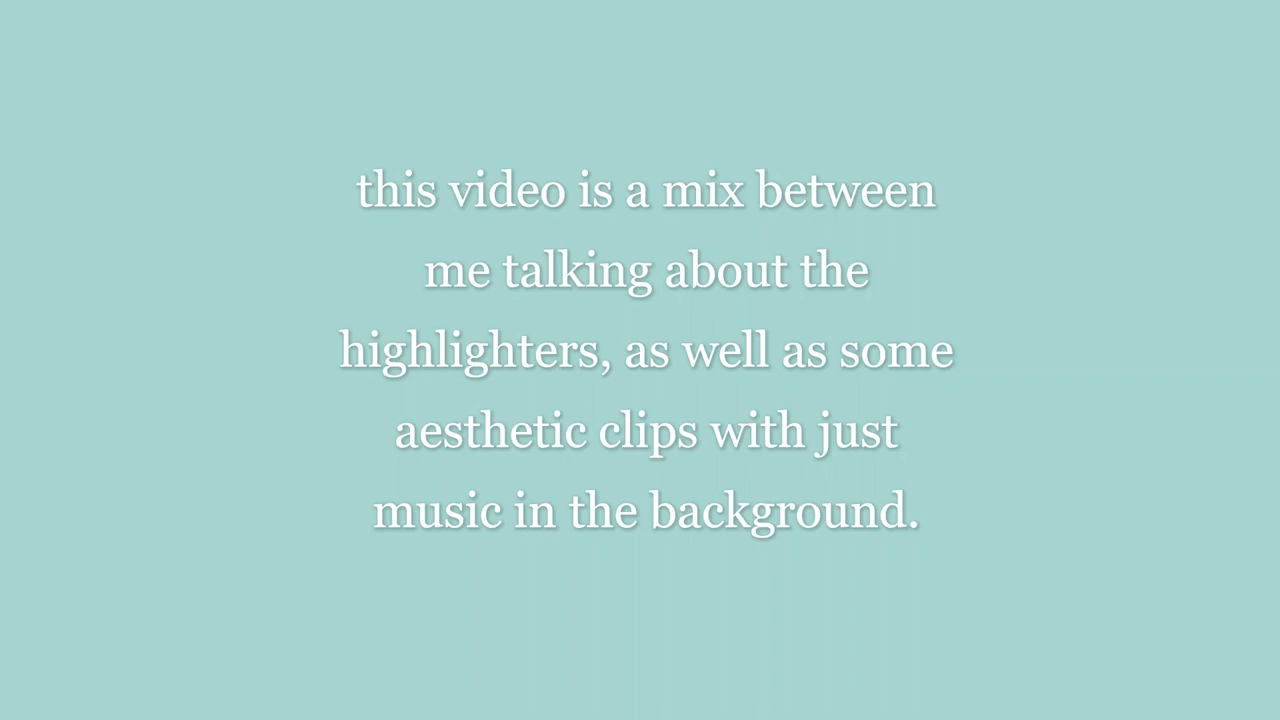 this video is a mix between
me talking about the
highlighters, as well as some
aesthetic clips with just
music in the background.